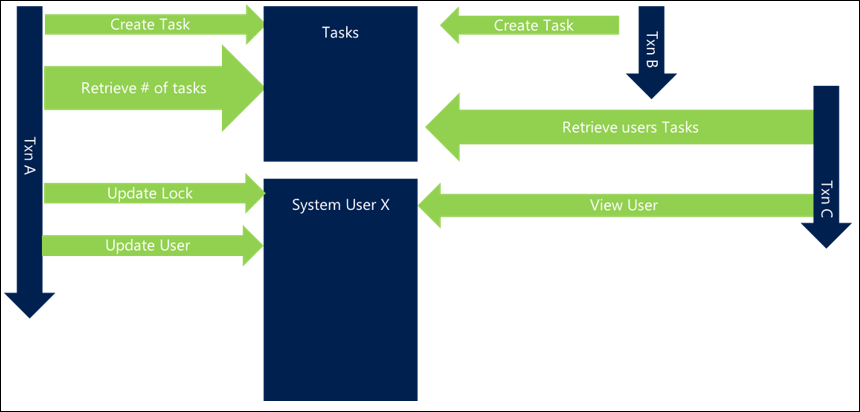 Create Task
Tasks
Create Task
Txn B
Retrieve # of tasks
Retrieve users Tasks
Txn A
Update Lock
System User X
View User
Txn C
Update User